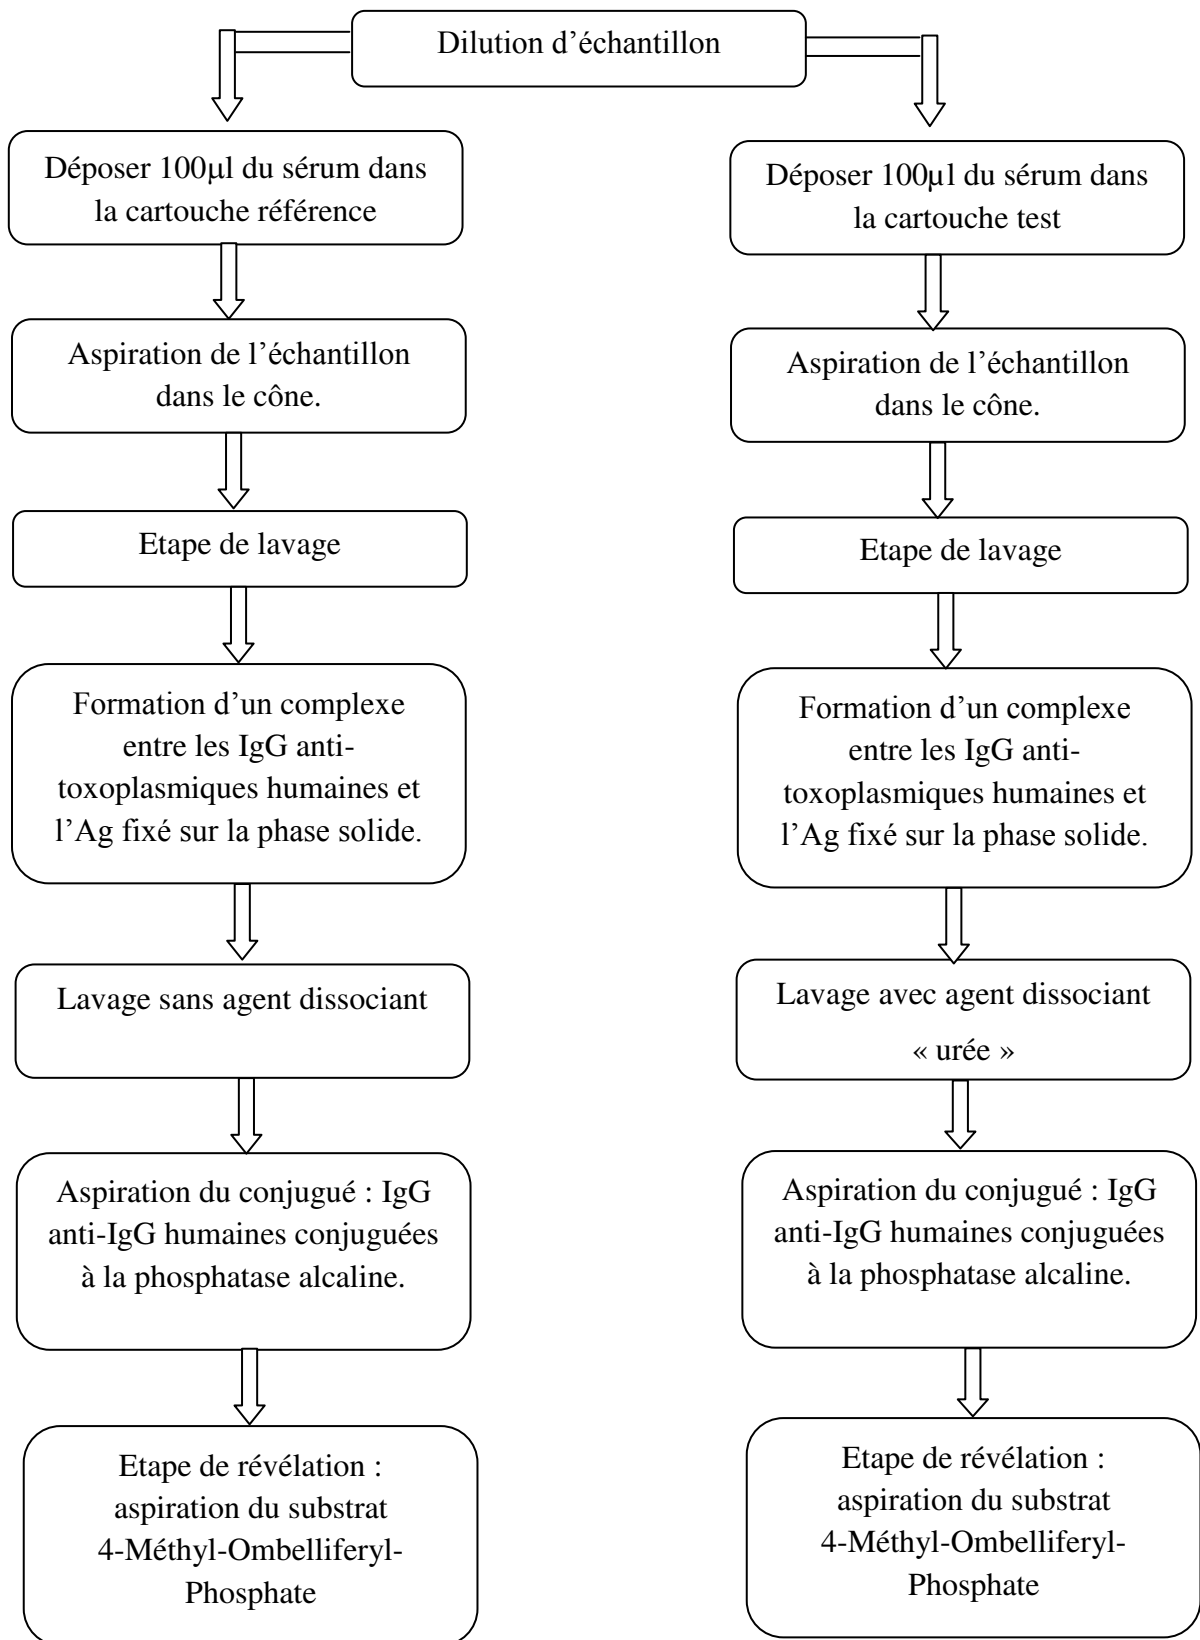 Dilution d’échantillon
Déposer 100µl du sérum dans
la cartouche référence
Aspiration de l’échantillon
dans le cône.
Etape de lavage
Formation d’un complexe
entre les IgG anti-
toxoplasmiques humaines et
l’Ag fixé sur la phase solide.
Lavage sans agent dissociant
Aspiration du conjugué : IgG
anti-IgG humaines conjuguées
à la phosphatase alcaline.
Etape de révélation :
aspiration du substrat
4-Méthyl-Ombelliferyl-
Phosphate
Déposer 100µl du sérum dans
la cartouche test
Aspiration de l’échantillon
dans le cône.
Etape de lavage
Formation d’un complexe
entre les IgG anti-
toxoplasmiques humaines et
l’Ag fixé sur la phase solide.
Lavage avec agent dissociant
« urée »
Aspiration du conjugué : IgG
anti-IgG humaines conjuguées
à la phosphatase alcaline.
Etape de révélation :
aspiration du substrat
4-Méthyl-Ombelliferyl-
Phosphate